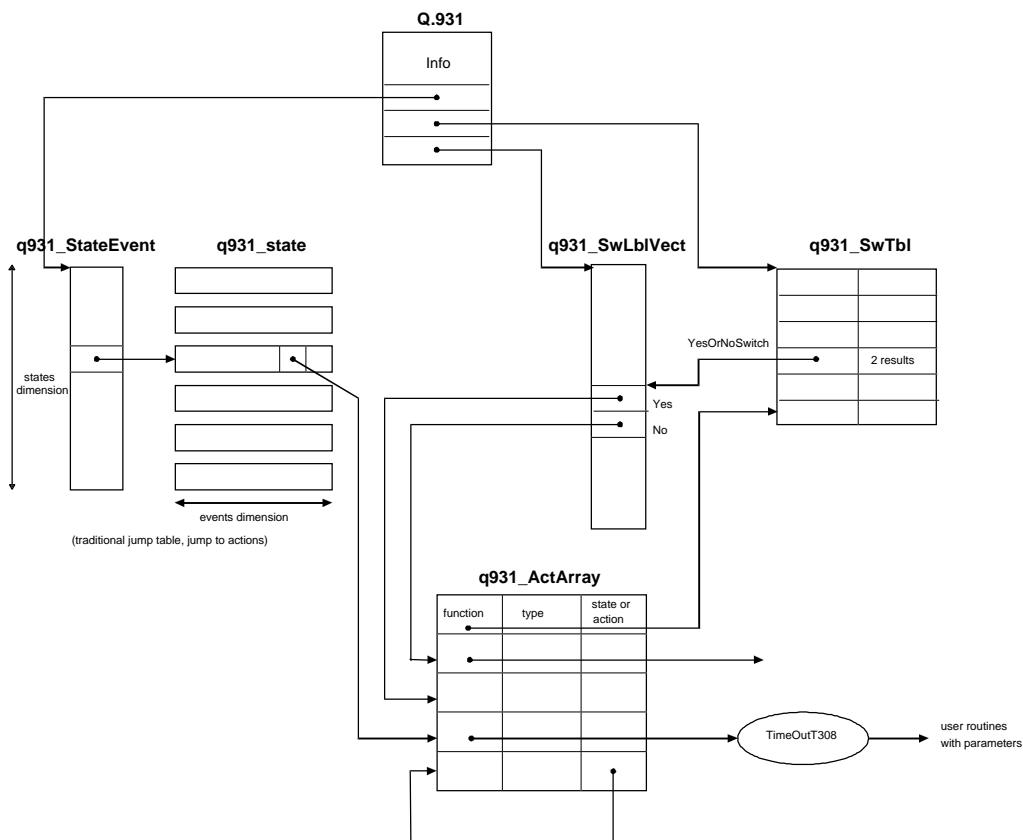 Q.931
Info
q931_StateEvent
q931_state
q931_SwLblVect
q931_SwTbl
YesOrNoSwitch
2 results
states
dimension
Yes
No
events dimension
(traditional jump table, jump to actions)
q931_ActArray
function
type
state or
action
TimeOutT308
user routines
with parameters